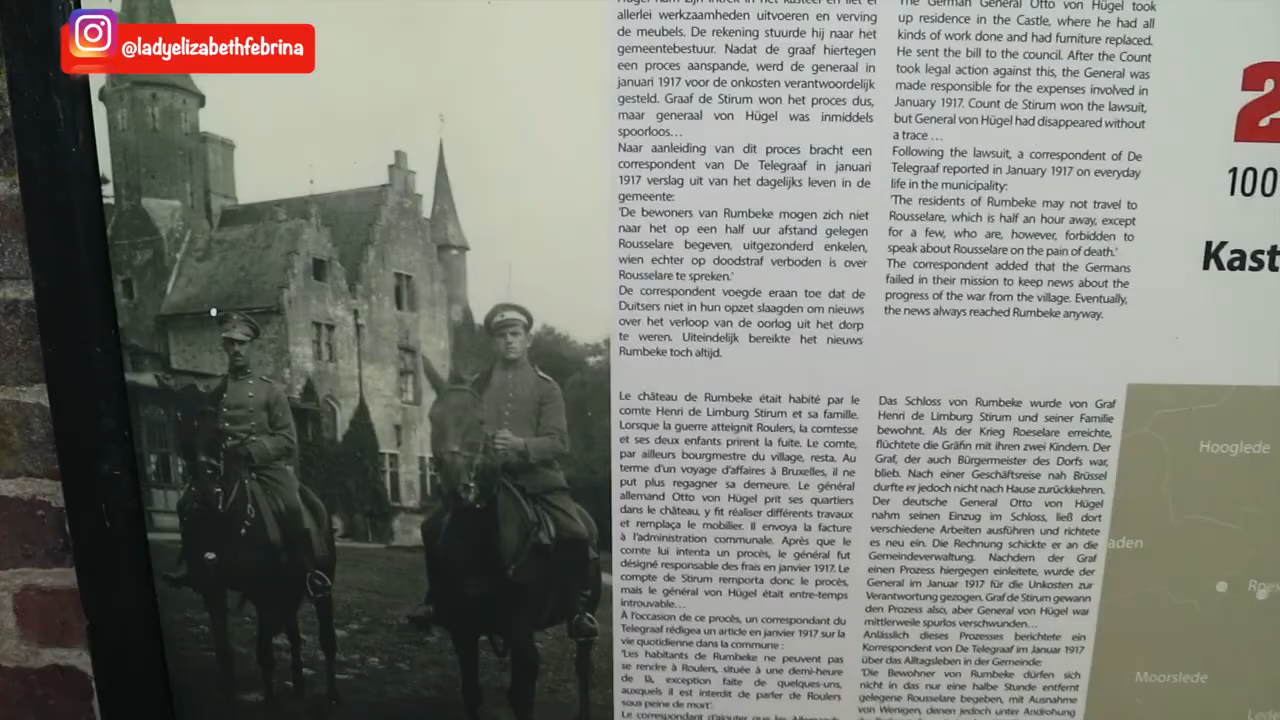 @ladyelizabethfebrina
allerlei werkzaamheden uitvoeren en verving
de meubels. De rekening stuurde hij naar het
gemeentebestuur. Nadat de graaf hiertegen
een proces aanspande, werd de generaal in
januari 1917 voor de onkosten verantwoordelijk
gesteld. Graaf de Stirum won het proces dus,
maar generaal von Hügel was inmiddels
spoorloos…
Naar aanleiding van dit proces bracht een
correspondent van De Telegraaf in januari
1917 verslag uit van het dagelijks leven in de
gemeente:
'De bewoners van Rumbeke mogen zich niet
naar het op een half uur afstand gelegen
Rousselare begeven, uitgezonderd enkelen,
wien echter op doodstraf verboden is over
Rousselare te spreken.'
De correspondent voegde eraan toe dat de
Duitsers niet in hun opzet slaagden om nieuws
over het verloop van de oorlog uit het dorp
te weren. Uiteindelijk bereikte het nieuws
Rumbeke toch altijd.
The German General Otto von Hügel took
up residence in the Castle, where he had all
kinds of work done and had furniture replaced.
He sent the bill to the council. After the Count
took legal action against this, the General was
made responsible for the expenses involved in
January 1917. Count de Stirum won the lawsuit,
but General von Hügel had disappeared without
a trace …
Following the lawsuit, a correspondent of De
Telegraaf reported in January 1917 on everyday
life in the municipality:
'The residents of Rumbeke may not travel to
Rousselare, which is half an hour away, except
for a few, who are, however, forbidden to
speak about Rousselare on the pain of death.'
The correspondent added that the Germans
failed in their mission to keep news about the
progress of the war from the village. Eventually,
the news always reached Rumbeke anyway.
Le château de Rumbeke était habité par le
comte Henri de Limburg Stirum et sa famille.
Lorsque la guerre atteignit Roulers, la comtesse
et ses deux enfants prirent la fuite. Le comte,
par ailleurs bourgmestre du village, resta. Au
terme d'un voyage d'affaires à Bruxelles, il ne
put plus regagner sa demeure. Le général
allemand Otto von Hügel prit ses quartiers
dans le château, y fit réaliser différents travaux
et remplaça le mobilier. Il envoya la facture
à l'administration communale. Après que le
comte lui intenta un procès, le général fut
désigné responsable des frais en janvier 1917. Le
compte de Stirum remporta donc le procès,
mais le général von Hügel était entre-temps
introuvable…
À l'occasion de ce procès, un correspondant du
Telegraaf rédigea un article en janvier 1917 sur la
vie quotidienne dans la commune :
'Les habitants de Rumbeke ne peuvent pas
se rendre à Roulers, située à une demi-heure
de là, exception faite de quelques-uns,
auxquels il est interdit de parler de Roulers
sous peine de mort'.
Das Schloss von Rumbeke wurde von Graf
Henri de Limburg Stirum und seiner Familie
bewohnt. Als der Krieg Roeselare erreichte,
flüchtete die Gräfin mit ihren zwei Kindern. Der
Graf, der auch Bürgermeister des Dorfs war,
blieb. Nach einer Geschäftsreise nah Brüssel
durfte er jedoch nicht nach Hause zurückkehren.
Der deutsche General Otto von Hügel
nahm seinen Einzug im Schloss, ließ dort
verschiedene Arbeiten ausführen und richtete
es neu ein. Die Rechnung schickte er an die
Gemeindeverwaltung. Nachdem der Graf
einen Prozess hiergegen einleitete, wurde der
General im Januar 1917 für die Unkosten zur
Verantwortung gezogen. Graf de Stirum gewann
den Prozess also, aber General von Hügel war
mittlerweile spurlos verschwunden…
Anlässlich dieses Prozesses berichtete ein
Korrespondent von De Telegraaf im Januar 1917
über das Alltagsleben in der Gemeinde:
'Die Bewohner von Rumbeke dürfen sich
nicht in das nur eine halbe Stunde entfernt
gelegene Rousselare begeben, mit Ausnahme
von Wenigen, denen jedoch unter Androhung
2
100
Kast
Hooglede
aden
Roes
Moorslede